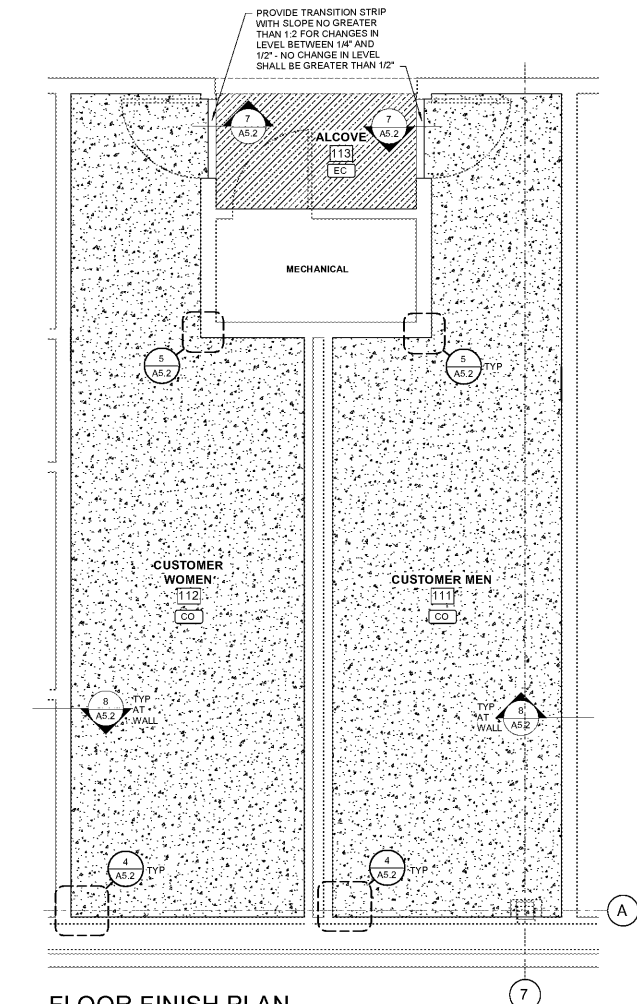 PROVIDE TRANSITION STRIP
WITH SLOPE NO GREATER
THAN 1:2 FOR CHANGES IN
LEVEL BETWEEN 1/4" AND
1/2" - NO CHANGE IN LEVEL
SHALL BE GREATER THAN 1/2"
7
A5.2
7
A5.2
ALCOVE
113
EC
MECHANICAL
5
A5.2
5
A5.2
TYP
CUSTOMER
WOMEN
112
CO
CUSTOMER MEN
111
CO
8
A5.2
TYP
AT
WALL
TYP
AT
WALL
8
A5.2
4
A5.2
TYP
4
A5.2
TYP
A
7
FLOOR FINISH PLAN